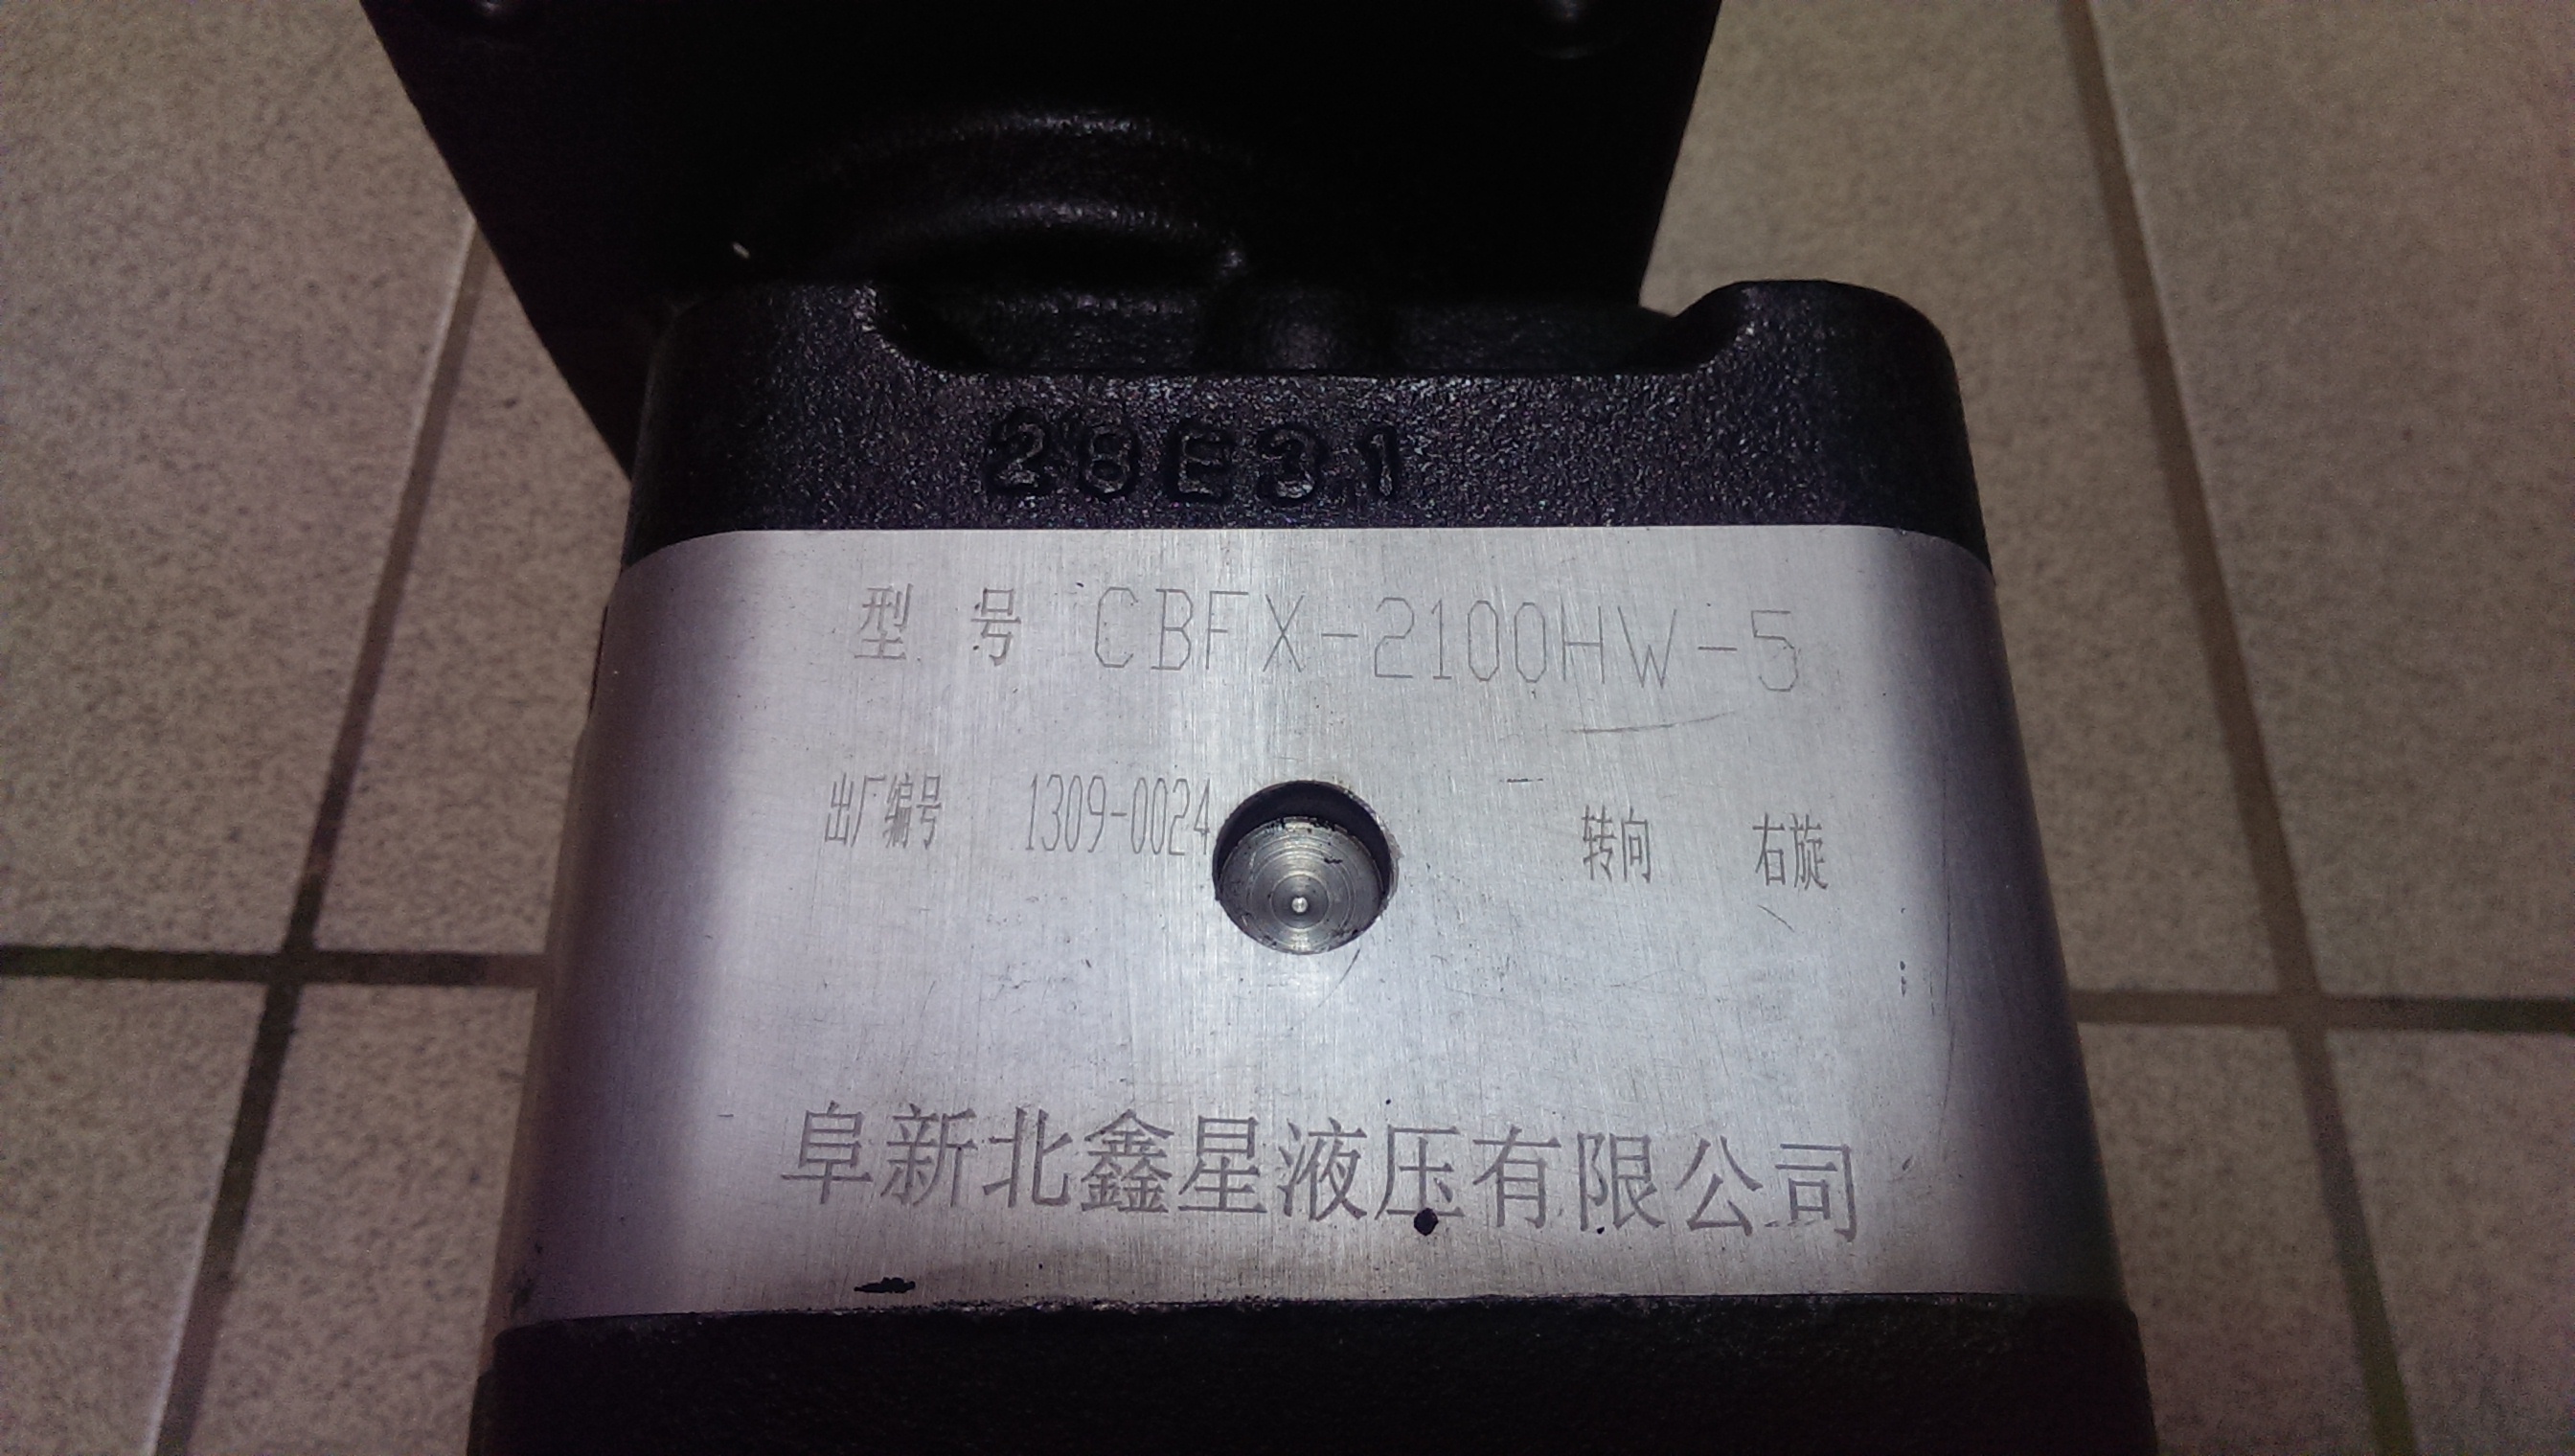 28E31
型 号 CBFX-2100HW-5
出厂编号 1309-0024 转向 右旋
阜新北鑫星液压有限公司